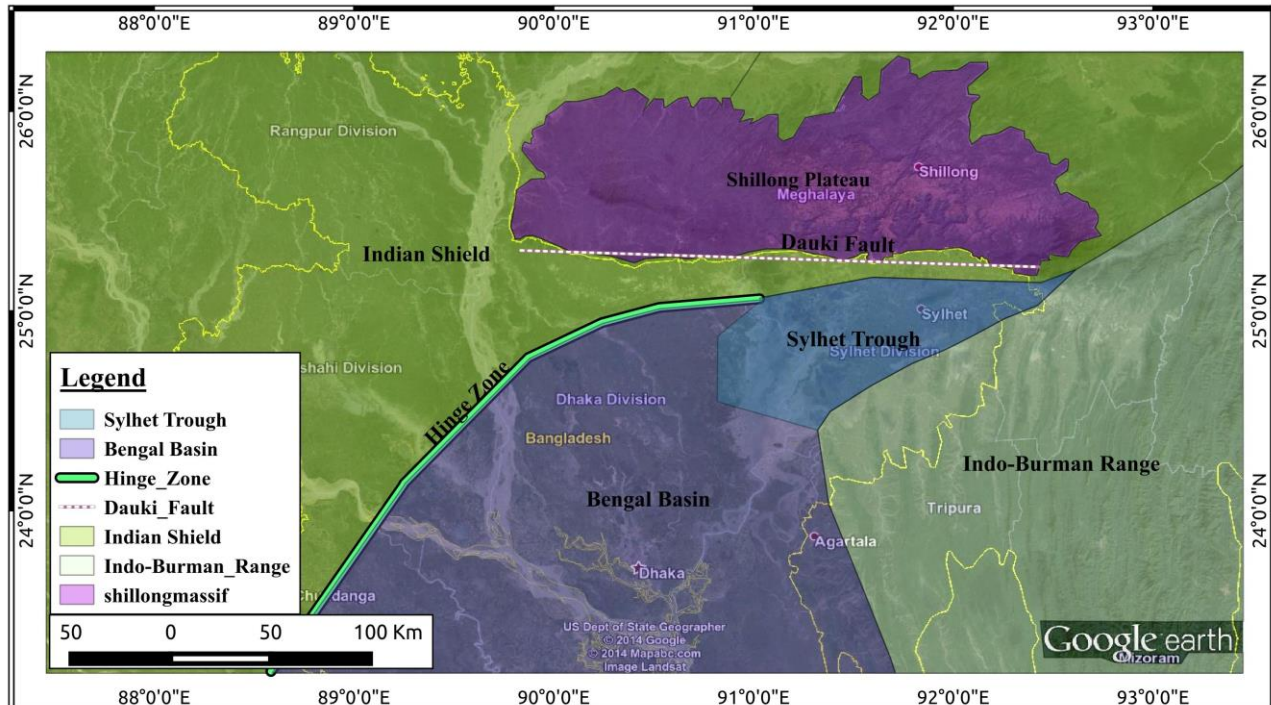 88°0'0"E 89°0'0"E 90°0'0"E 91°0'0"E 92°0'0"E 93°0'0"E
26°0'0"N
26°0'0"N
Rangpur Division
Shillong
Shillong Plateau
Meghalaya
Dauki Fault
Indian Shield
25°0'0"N
25°0'0"N
Sylhet
Sylhet Trough
Sylhet Division
shahi Division
Hinge Zone
Dhaka Division
Bangladesh
Indo-Burman Range
Bengal Basin
Tripura
24°0'0"N
24°0'0"N
Agartala
Dhaka
Legend
Sylhet Trough
Bengal Basin
Hinge_Zone
Dauki_Fault
Indian Shield
Indo-Burman_Range
shillongmassif
danga
50 0 50 100 Km
US Dept of State Geographer
© 2014 Google
© 2014 Mapabc.com
Image Landsat
Google earth
Mizoram
88°0'0"E 89°0'0"E 90°0'0"E 91°0'0"E 92°0'0"E 93°0'0"E